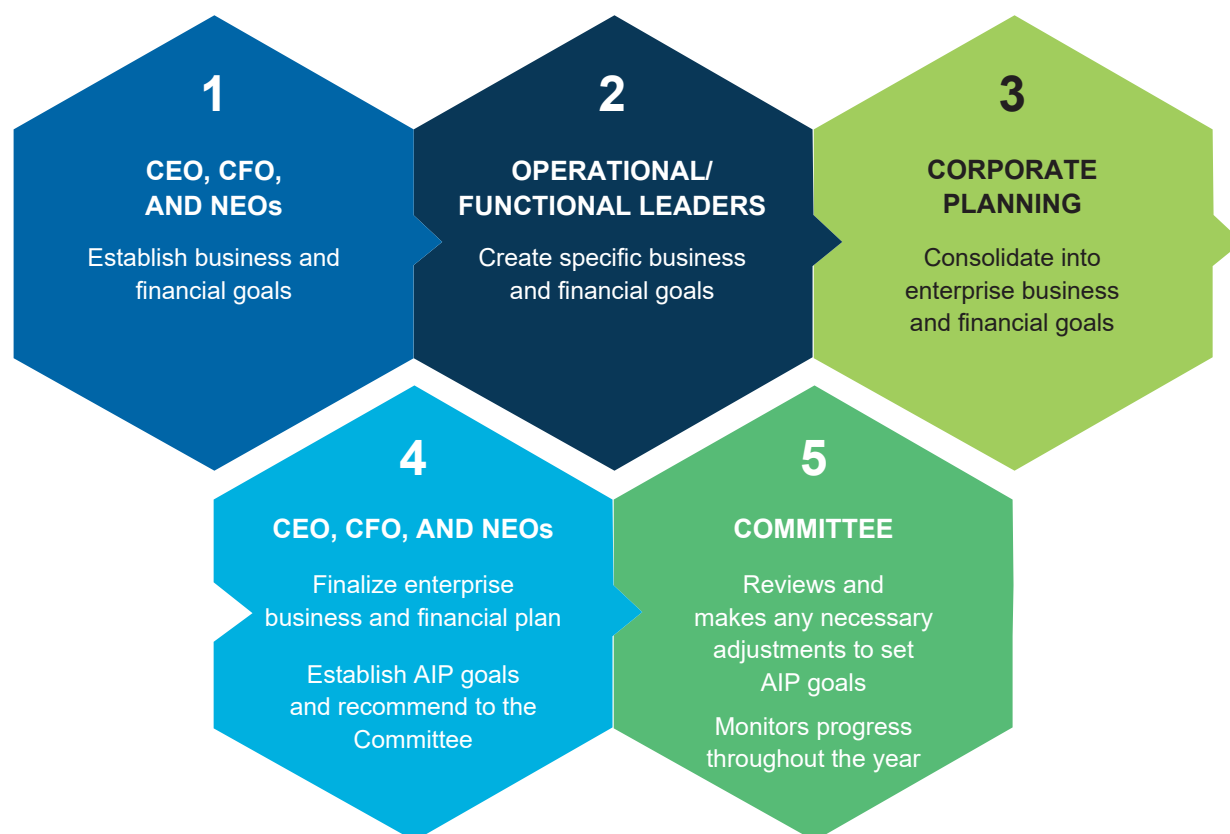 1
CEO, CFO,
AND NEOs
Establish business and
financial goals
2
OPERATIONAL/
FUNCTIONAL LEADERS
Create specific business
and financial goals
3
CORPORATE
PLANNING
Consolidate into
enterprise business
and financial goals
4
CEO, CFO, AND NEOs
Finalize enterprise
business and financial plan
Establish AIP goals
and recommend to the
Committee
5
COMMITTEE
Reviews and
makes any necessary
adjustments to set
AIP goals
Monitors progress
throughout the year